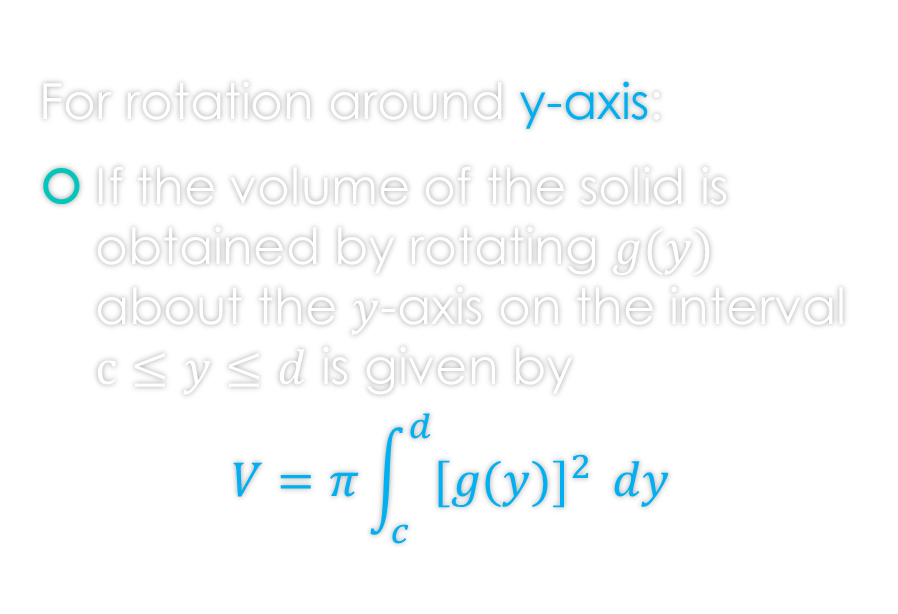 For rotation around y-axis:
If the volume of the solid is
obtained by rotating g(y)
about the y-axis on the interval
c ≤ y ≤ d is given by
V = π ∫_c^d [g(y)]² dy